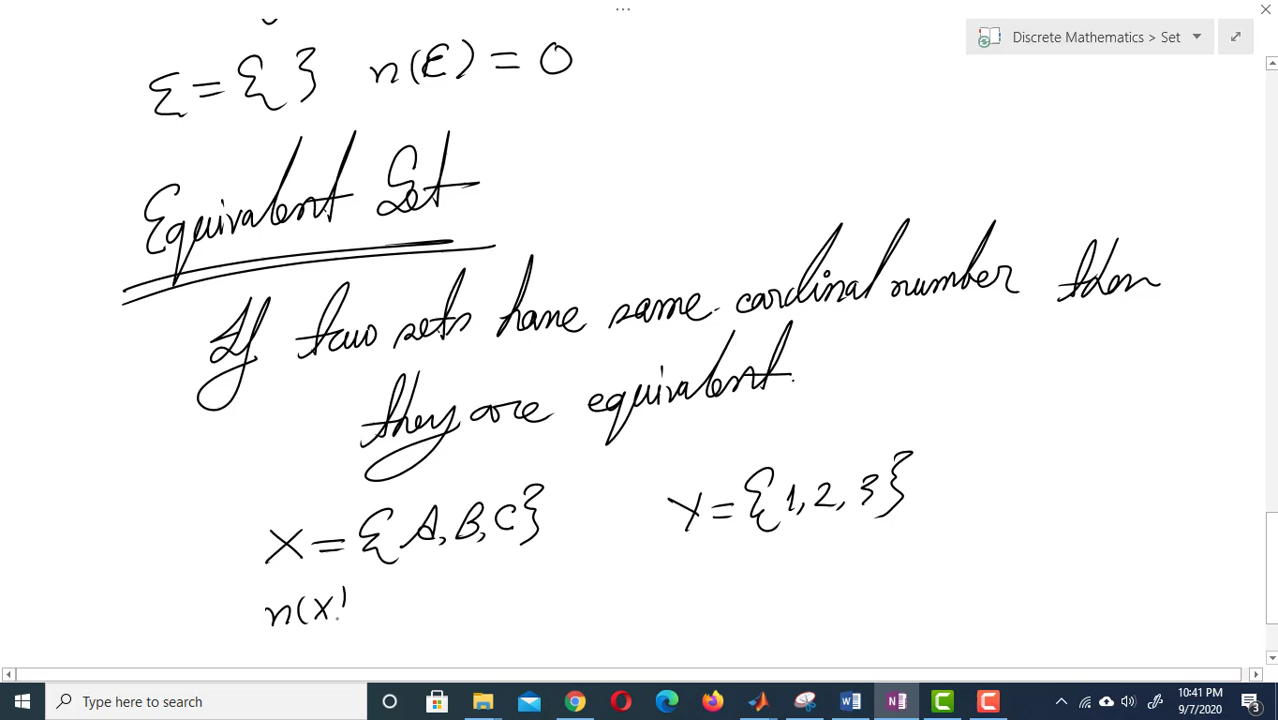 Discrete Mathematics > Set
Ɛ = { } n(Ɛ) = 0
Equivalent Set
If two sets have same cardinal number then
they are equivalent.
X = {A, B, C} Y = {1, 2, 3}
n(X)
Type here to search
10:41 PM
9/7/2020
3